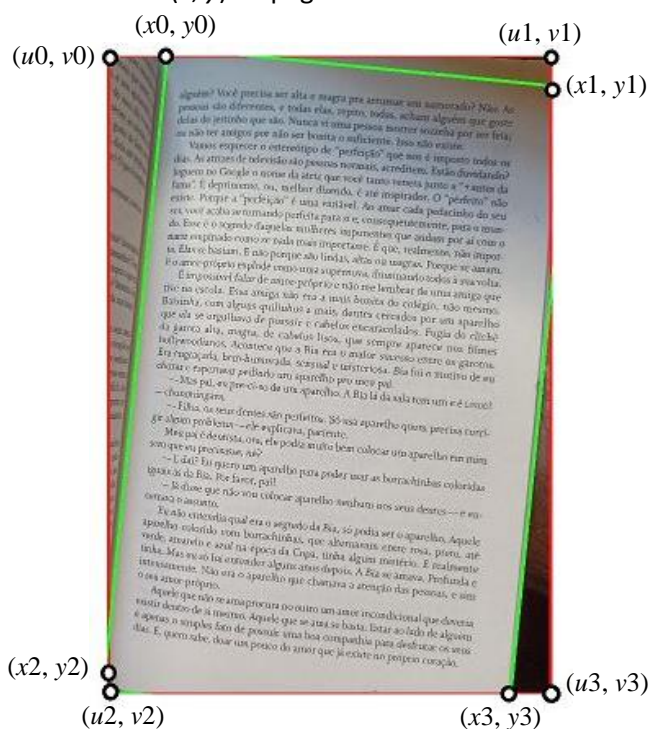 (x0, y0)
(u0, v0)
(u1, v1)
(x1, y1)
alguém? Você precisa ser alta e magra pra arrumar um namorado? Não. As
pessoas são diferentes, e todas elas, repito, todas, acham alguém que goste
delas do jeitinho que são. Nunca vi uma pessoa morrer sozinha por ser feia;
ou não ter amigos por não ser bonita o suficiente. Isso não existe.
Vamos esquecer o estereótipo de "perfeição" que nos é imposto todos os
dias. As atrizes de televisão são pessoas normais, acreditem. Estão duvidando?
Joguem no Google o nome da atriz que você tanto venera junto a "+antes da
fama". É deprimente, ou, melhor dizendo, é até inspirador. O "perfeito" não
existe. Porque a "perfeição" é uma variável. Ao amar cada pedacinho do seu
ser, você acaba se tornando perfeita para si e, consequentemente, para o mun-
do. Esse é o segredo daquelas mulheres imponentes que andam por aí com o
nariz empinado como se nada mais importasse. É que, realmente, não impor-
ta. Elas se bastam. E não porque são lindas, altas ou magras. Porque se amam.
E o amor-próprio explode como uma supernova, iluminando todos à sua volta.
É impossível falar de amor-próprio e não me lembrar de uma amiga que
tive na escola. Essa amiga não era a mais bonita do colégio, não mesmo.
Baixinha, com alguns quilinhos a mais, dentes cercados por um aparelho
que ela se orgulhava de possuir e cabelos encaracolados. Fugia do clichê
da garota alta, magra, de cabelos lisos, que sempre aparece nos filmes
hollywoodianos. Acontece que a Bia era o maior sucesso entre os garotos.
Era engraçada, bem-humorada, sensual e misteriosa. Bia foi o motivo de eu
chorar e espernear pedindo um aparelho pro meu pai.
—Mas pai, eu pre-ci-so de um aparelho. A Bia lá da sala tem um e é
—choraminguei.
—Filha, os seus dentes são perfeitos. Só usa aparelho quem precisa corri-
gir algum problema —ele explicava, paciente.
Meu pai é dentista, ora, ele podia muito bem colocar um aparelho em mim
sem que eu precisasse, né?
—E daí? Eu quero um aparelho para poder usar as borrachinhas coloridas
iguais às da Bia. Por favor, pai!
—Já disse que não vou colocar aparelho nenhum nos seus dentes —e en-
cerrava o assunto.
Eu não entendia qual era o segredo da Bia, só podia ser o aparelho. Aquele
aparelho colorido com borrachinhas, que alternavam entre rosa, preto, até
verde, amarelo e azul na época da Copa, tinha algum mistério. E realmente
tinha. Mas eu só fui entender alguns anos depois. A Bia se amava. Profunda e
intensamente. Não era o aparelho que chamava a atenção das pessoas, e sim
o seu amor próprio.
Aquele que não se ama procura no outro um amor incondicional que deveria
existir dentro de si mesmo. Aquele que se ama se basta. Estar ao lado de alguém
é apenas o simples fato de possuir uma boa companhia para desfrutar os seus
dias. E, quem sabe, doar um pouco do amor que já existe no próprio coração.
(x2, y2)
(u2, v2)
(x3, y3)
(u3, v3)